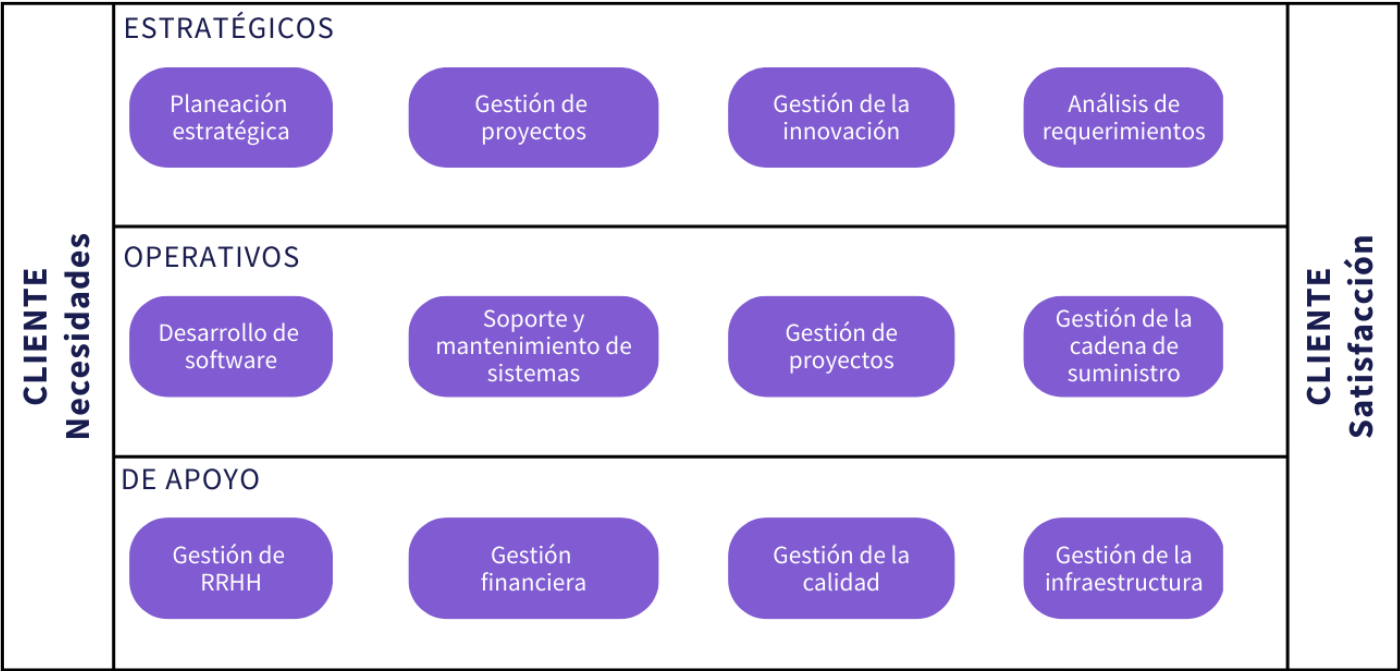 CLIENTE
Necesidades
ESTRATÉGICOS
Planeación
estratégica
Gestión de
proyectos
Gestión de la
innovación
Análisis de
requerimientos
OPERATIVOS
Desarrollo de
software
Soporte y
mantenimiento de
sistemas
Gestión de
proyectos
Gestión de la
cadena de
suministro
DE APOYO
Gestión de
RRHH
Gestión
financiera
Gestión de la
calidad
Gestión de la
infraestructura
CLIENTE
Satisfacción